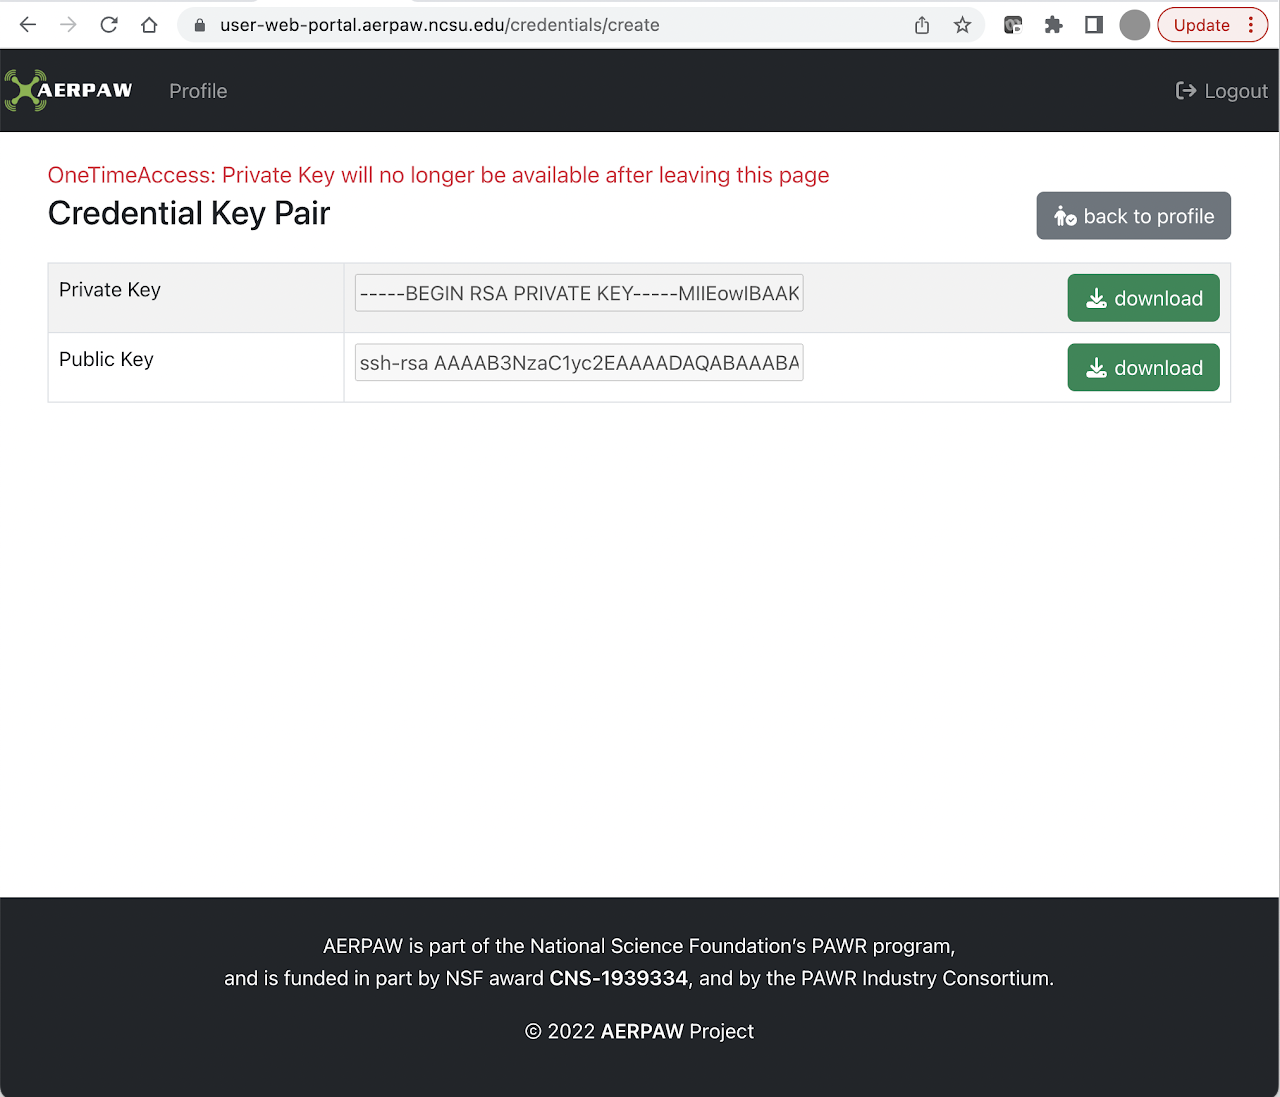 user-web-portal.aerpaw.ncsu.edu/credentials/create
Update
AERPAW
Profile
Logout
OneTimeAccess: Private Key will no longer be available after leaving this page
Credential Key Pair
back to profile
Private Key
-----BEGIN RSA PRIVATE KEY-----MIIEowIBAAK
download
Public Key
ssh-rsa AAAAB3NzaC1yc2EAAAADAQABAAABA
download
AERPAW is part of the National Science Foundation's PAWR program,
and is funded in part by NSF award CNS-1939334, and by the PAWR Industry Consortium.
© 2022 AERPAW Project